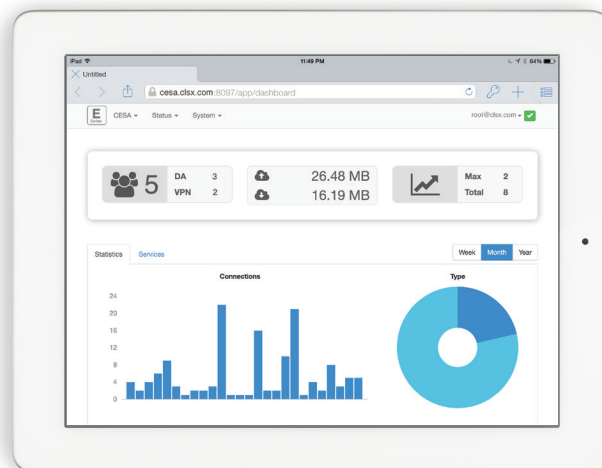 iPad 11:49 PM 64%
Untitled
cesa.clsx.com:8097/app/dashboard
E
CESA Status System root@clsx.com
5 DA 3
VPN 2
26.48 MB
16.19 MB
Max 2
Total 8
Statistics Services Week Month Year
Connections Type
24
20
16
12
8
4
0